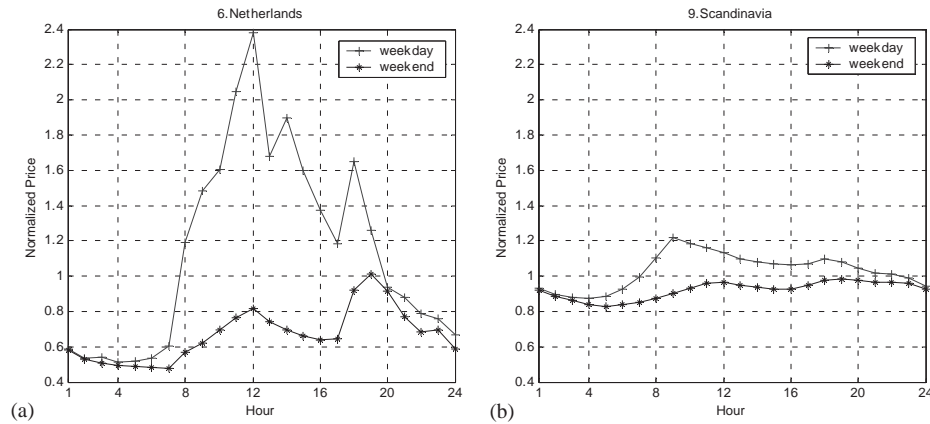 6.Netherlands
2.4
2.2
2
1.8
1.6
1.4
1.2
1
0.8
0.6
0.4
Normalized Price
weekday
weekend
1 4 8 12 16 20 24
Hour
(a)
9.Scandinavia
2.4
2.2
2
1.8
1.6
1.4
1.2
1
0.8
0.6
0.4
Normalized Price
weekday
weekend
1 4 8 12 16 20 24
Hour
(b)